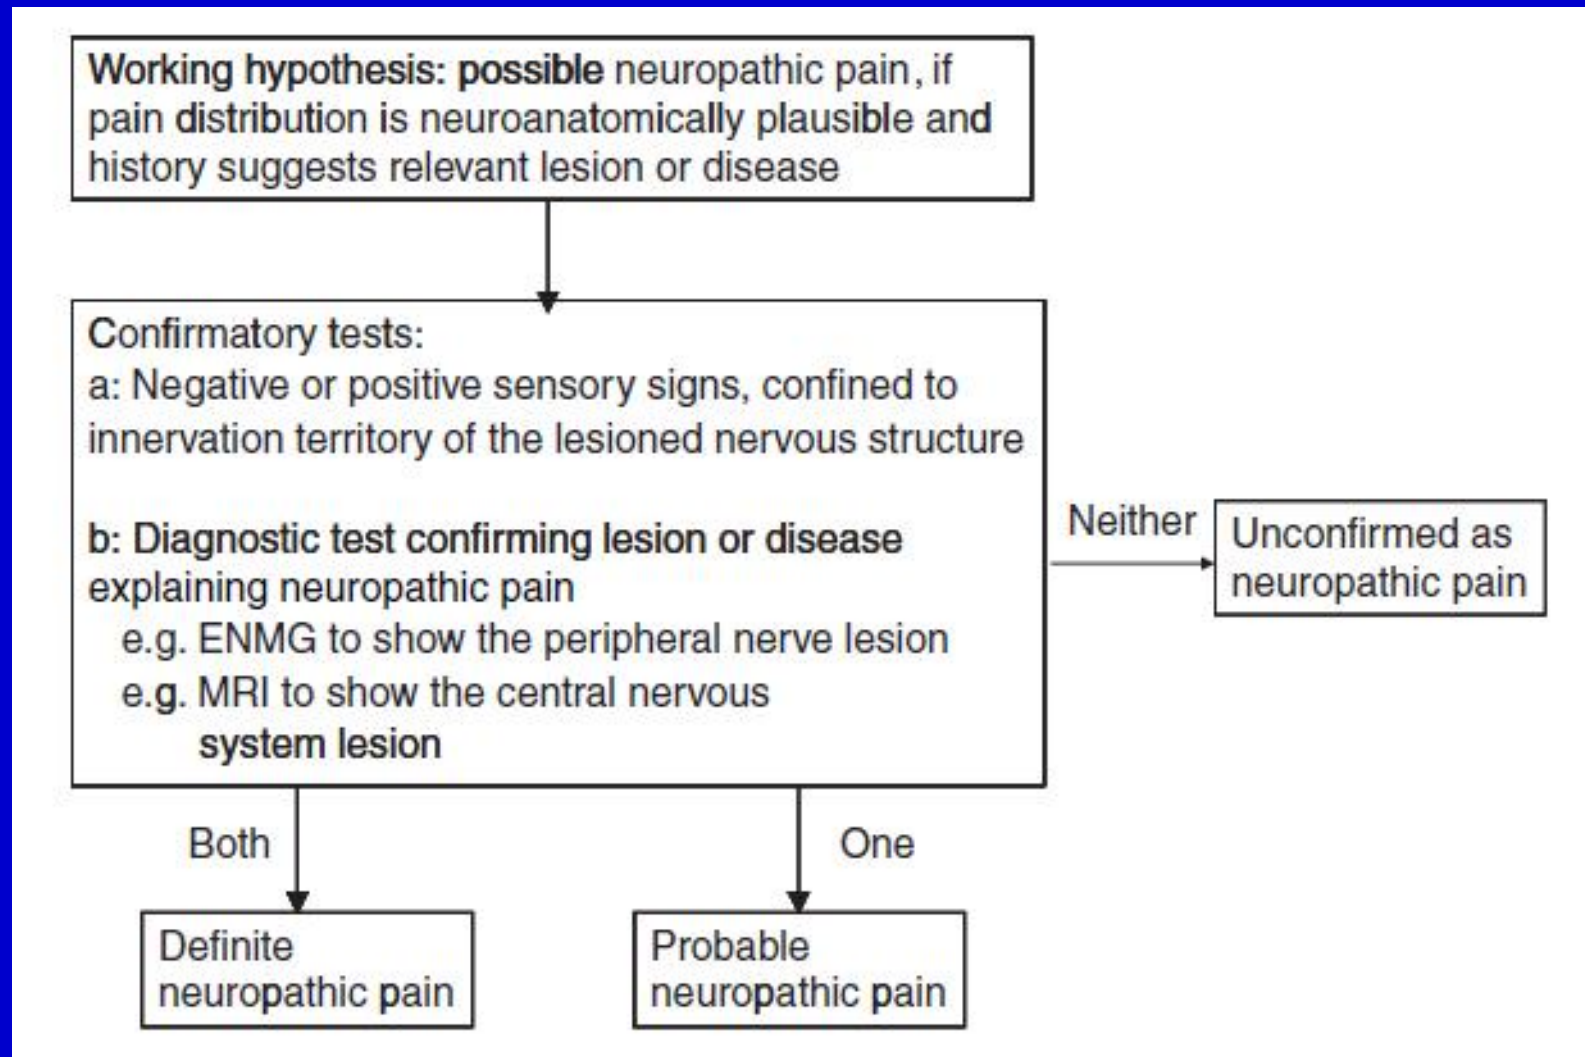 Working hypothesis: possible neuropathic pain, if
pain distribution is neuroanatomically plausible and
history suggests relevant lesion or disease
Confirmatory tests:
a: Negative or positive sensory signs, confined to
innervation territory of the lesioned nervous structure
b: Diagnostic test confirming lesion or disease
explaining neuropathic pain
e.g. ENMG to show the peripheral nerve lesion
e.g. MRI to show the central nervous
system lesion
Neither
Unconfirmed as
neuropathic pain
Both
One
Definite
neuropathic pain
Probable
neuropathic pain